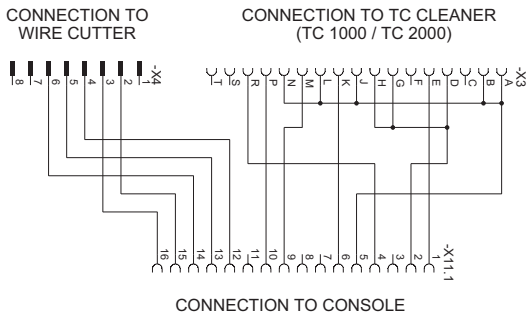 CONNECTION TO
WIRE CUTTER
CONNECTION TO TC CLEANER
(TC 1000 / TC 2000)
8 7 6 5 4 3 2 1 -X4
T S R P N M L K J H G F E D C B A -X3
16 15 14 13 12 11 10 9 8 7 6 5 4 3 2 1 -X11.1
CONNECTION TO CONSOLE